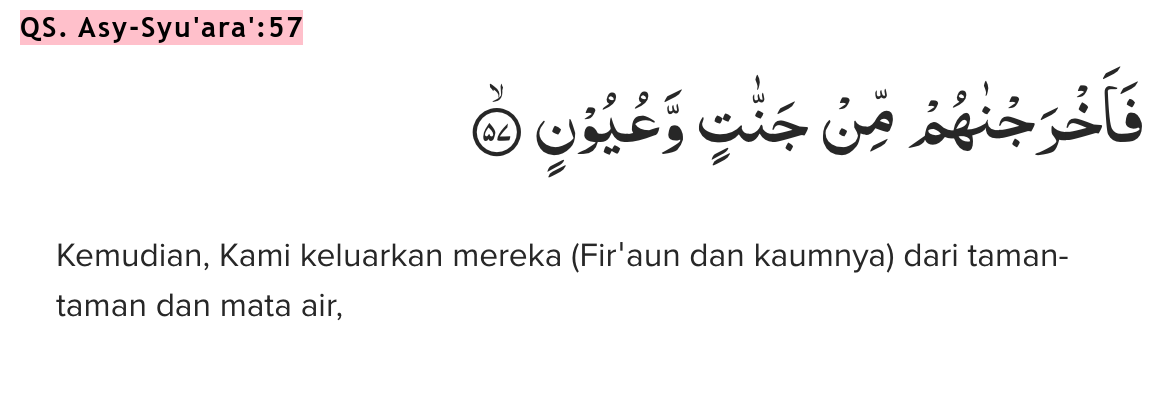 QS. Asy-Syu'ara':57
فَاَخْرَجْنٰهُمْ مِّنْ جَنّٰتٍ وَّعُيُوْنٍ ۙ ٥٧
Kemudian, Kami keluarkan mereka (Fir'aun dan kaumnya) dari taman-
taman dan mata air,